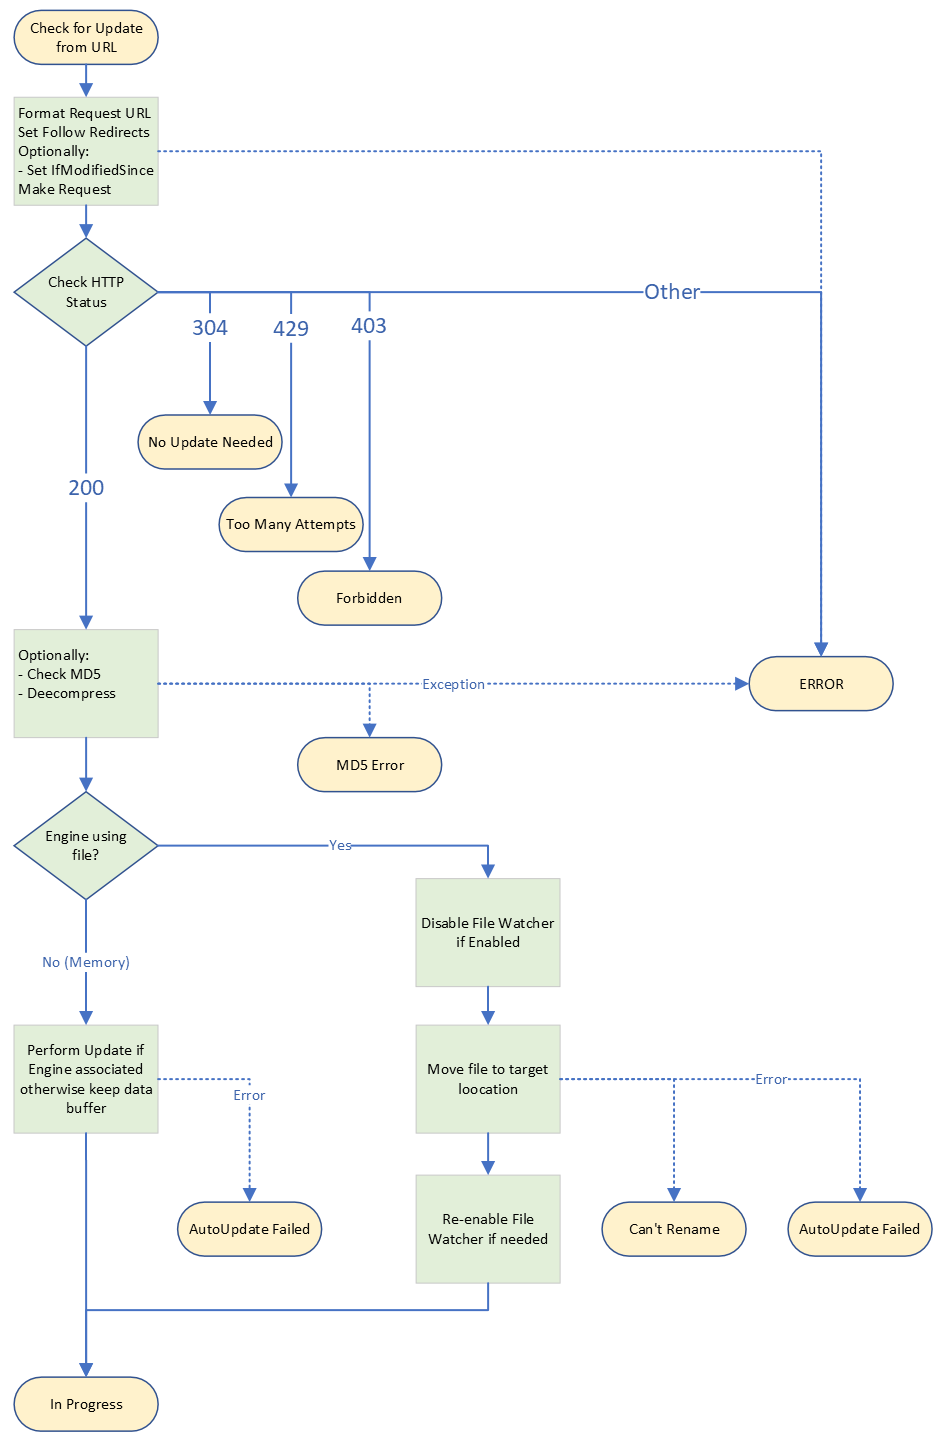 Check for Update
from URL
Format Request URL
Set Follow Redirects
Optionally:
- Set IfModifiedSince
Make Request
Check HTTP
Status
Other
304
429
403
No Update Needed
200
Too Many Attempts
Forbidden
Optionally:
- Check MD5
- Deecompress
Exception
ERROR
MD5 Error
Engine using
file?
Yes
Disable File Watcher
if Enabled
No (Memory)
Perform Update if
Engine associated
otherwise keep data
buffer
Error
Move file to target
loocation
Error
AutoUpdate Failed
Re-enable File
Watcher if needed
Can't Rename
AutoUpdate Failed
In Progress